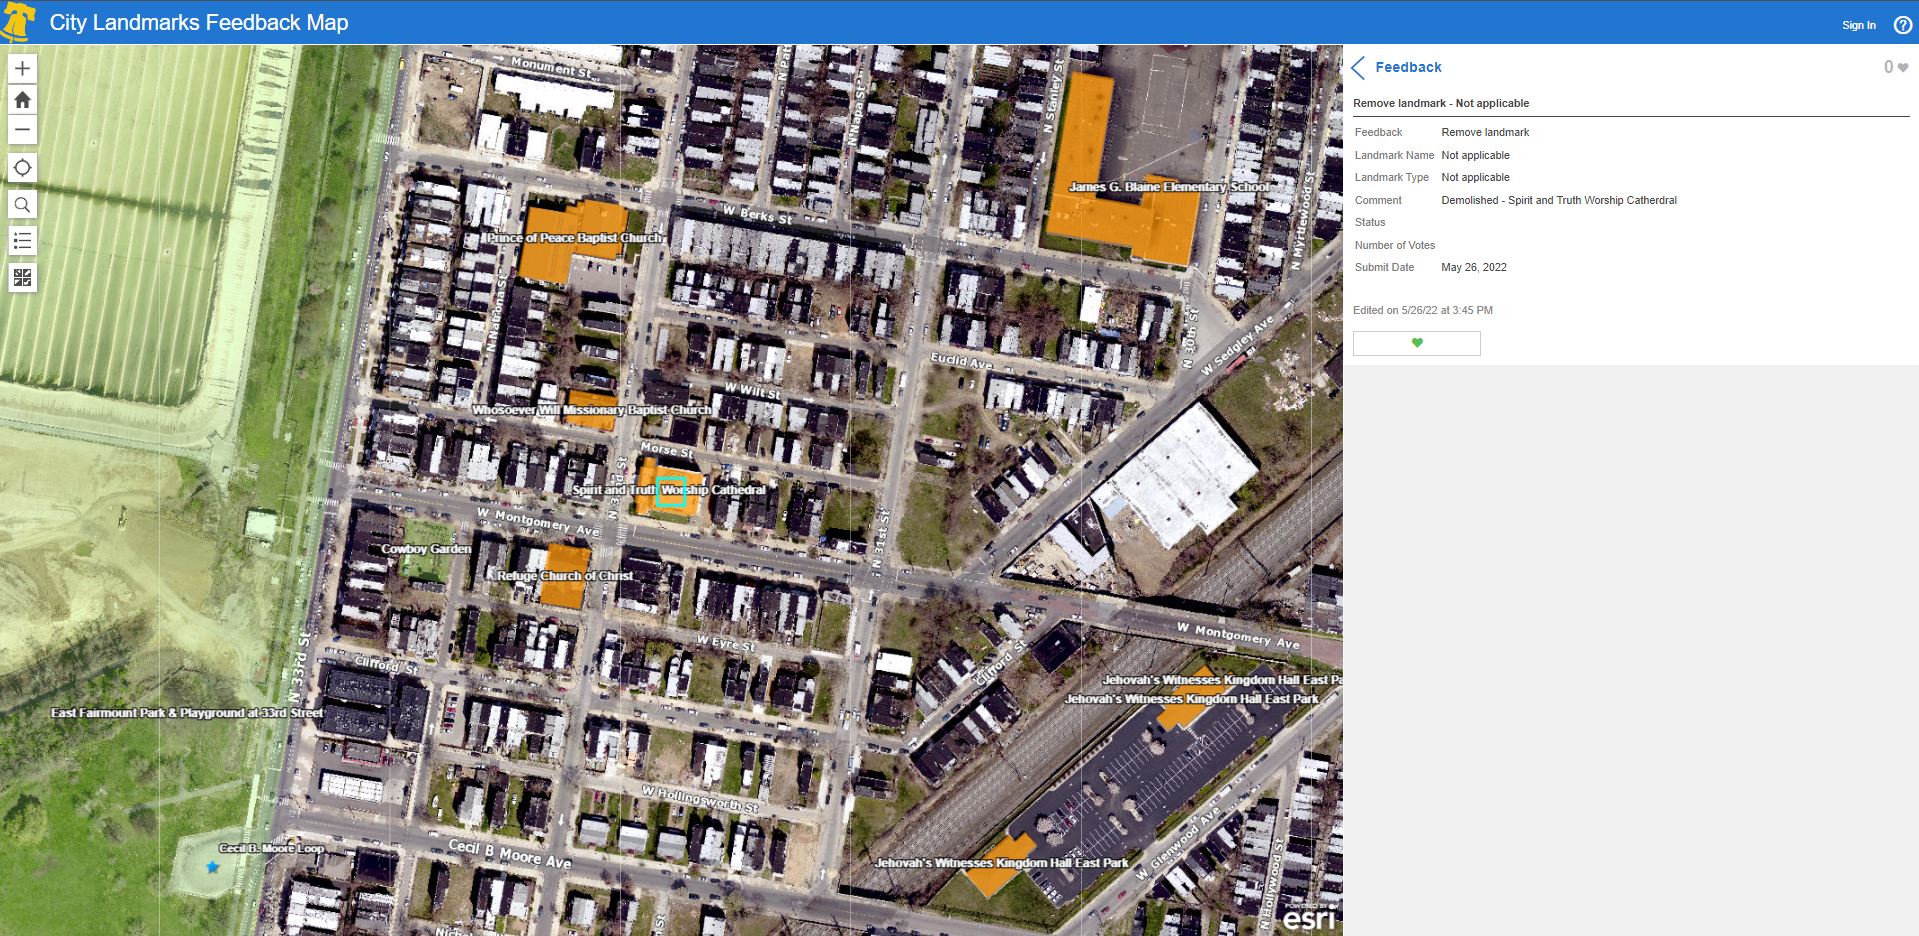 City Landmarks Feedback Map
Sign In
Feedback
0
Remove landmark - Not applicable
Feedback Remove landmark
Landmark Name Not applicable
Landmark Type Not applicable
Comment Demolished - Spirit and Truth Worship Catherdral
Status
Number of Votes
Submit Date May 26, 2022
Edited on 5/26/22 at 3:45 PM
Monument St
N Napa St
N Stanley St
James G. Blaine Elementary School
N Myrtlewood St
W Berks St
Prince of Peace Baptist Church
N Natrona St
N 30th St
W Sedgley Ave
Euclid Ave
W Wilt St
Whosoever Will Missionary Baptist Church
Morse St
Spirit and Truth Worship Cathedral
W Montgomery Ave
N 31st St
Cowboy Garden
Refuge Church of Christ
W Montgomery Ave
W Eyre St
N 33rd St
Clifford St
Clifford St
Jehovah's Witnesses Kingdom Hall East Pa
Jehovah's Witnesses Kingdom Hall East Park
East Fairmount Park & Playground at 33rd Street
W Hollingsworth St
Cecil B. Moore Loop
Cecil B Moore Ave
Jehovah's Witnesses Kingdom Hall East Park
W Glenwood Ave
N Hollywood St
POWERED BY
esri